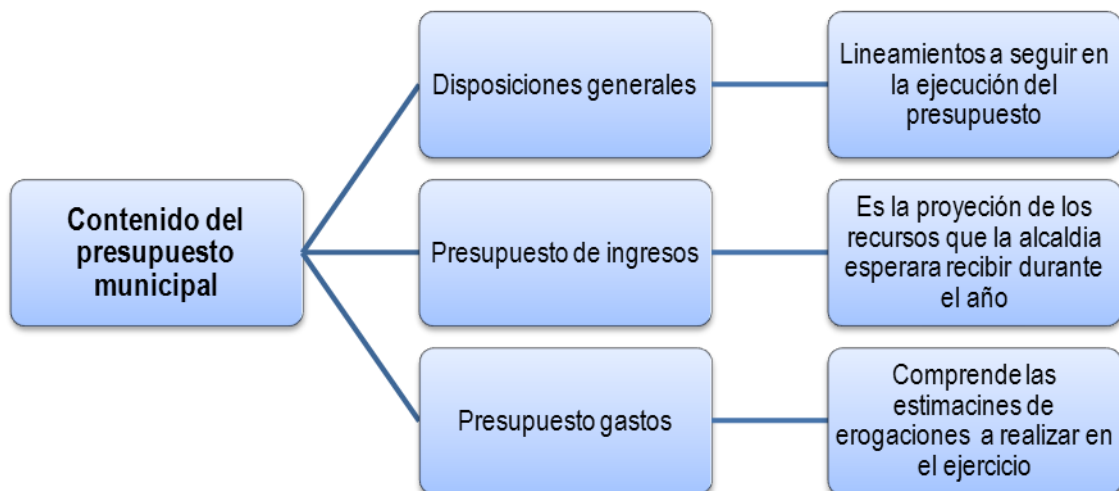 Contenido del
presupuesto
municipal
Disposiciones generales
Lineamientos a seguir en
la ejecución del
presupuesto
Presupuesto de ingresos
Es la proyeción de los
recursos que la alcaldia
esperara recibir durante
el año
Presupuesto gastos
Comprende las
estimacines de
erogaciones a realizar en
el ejercicio